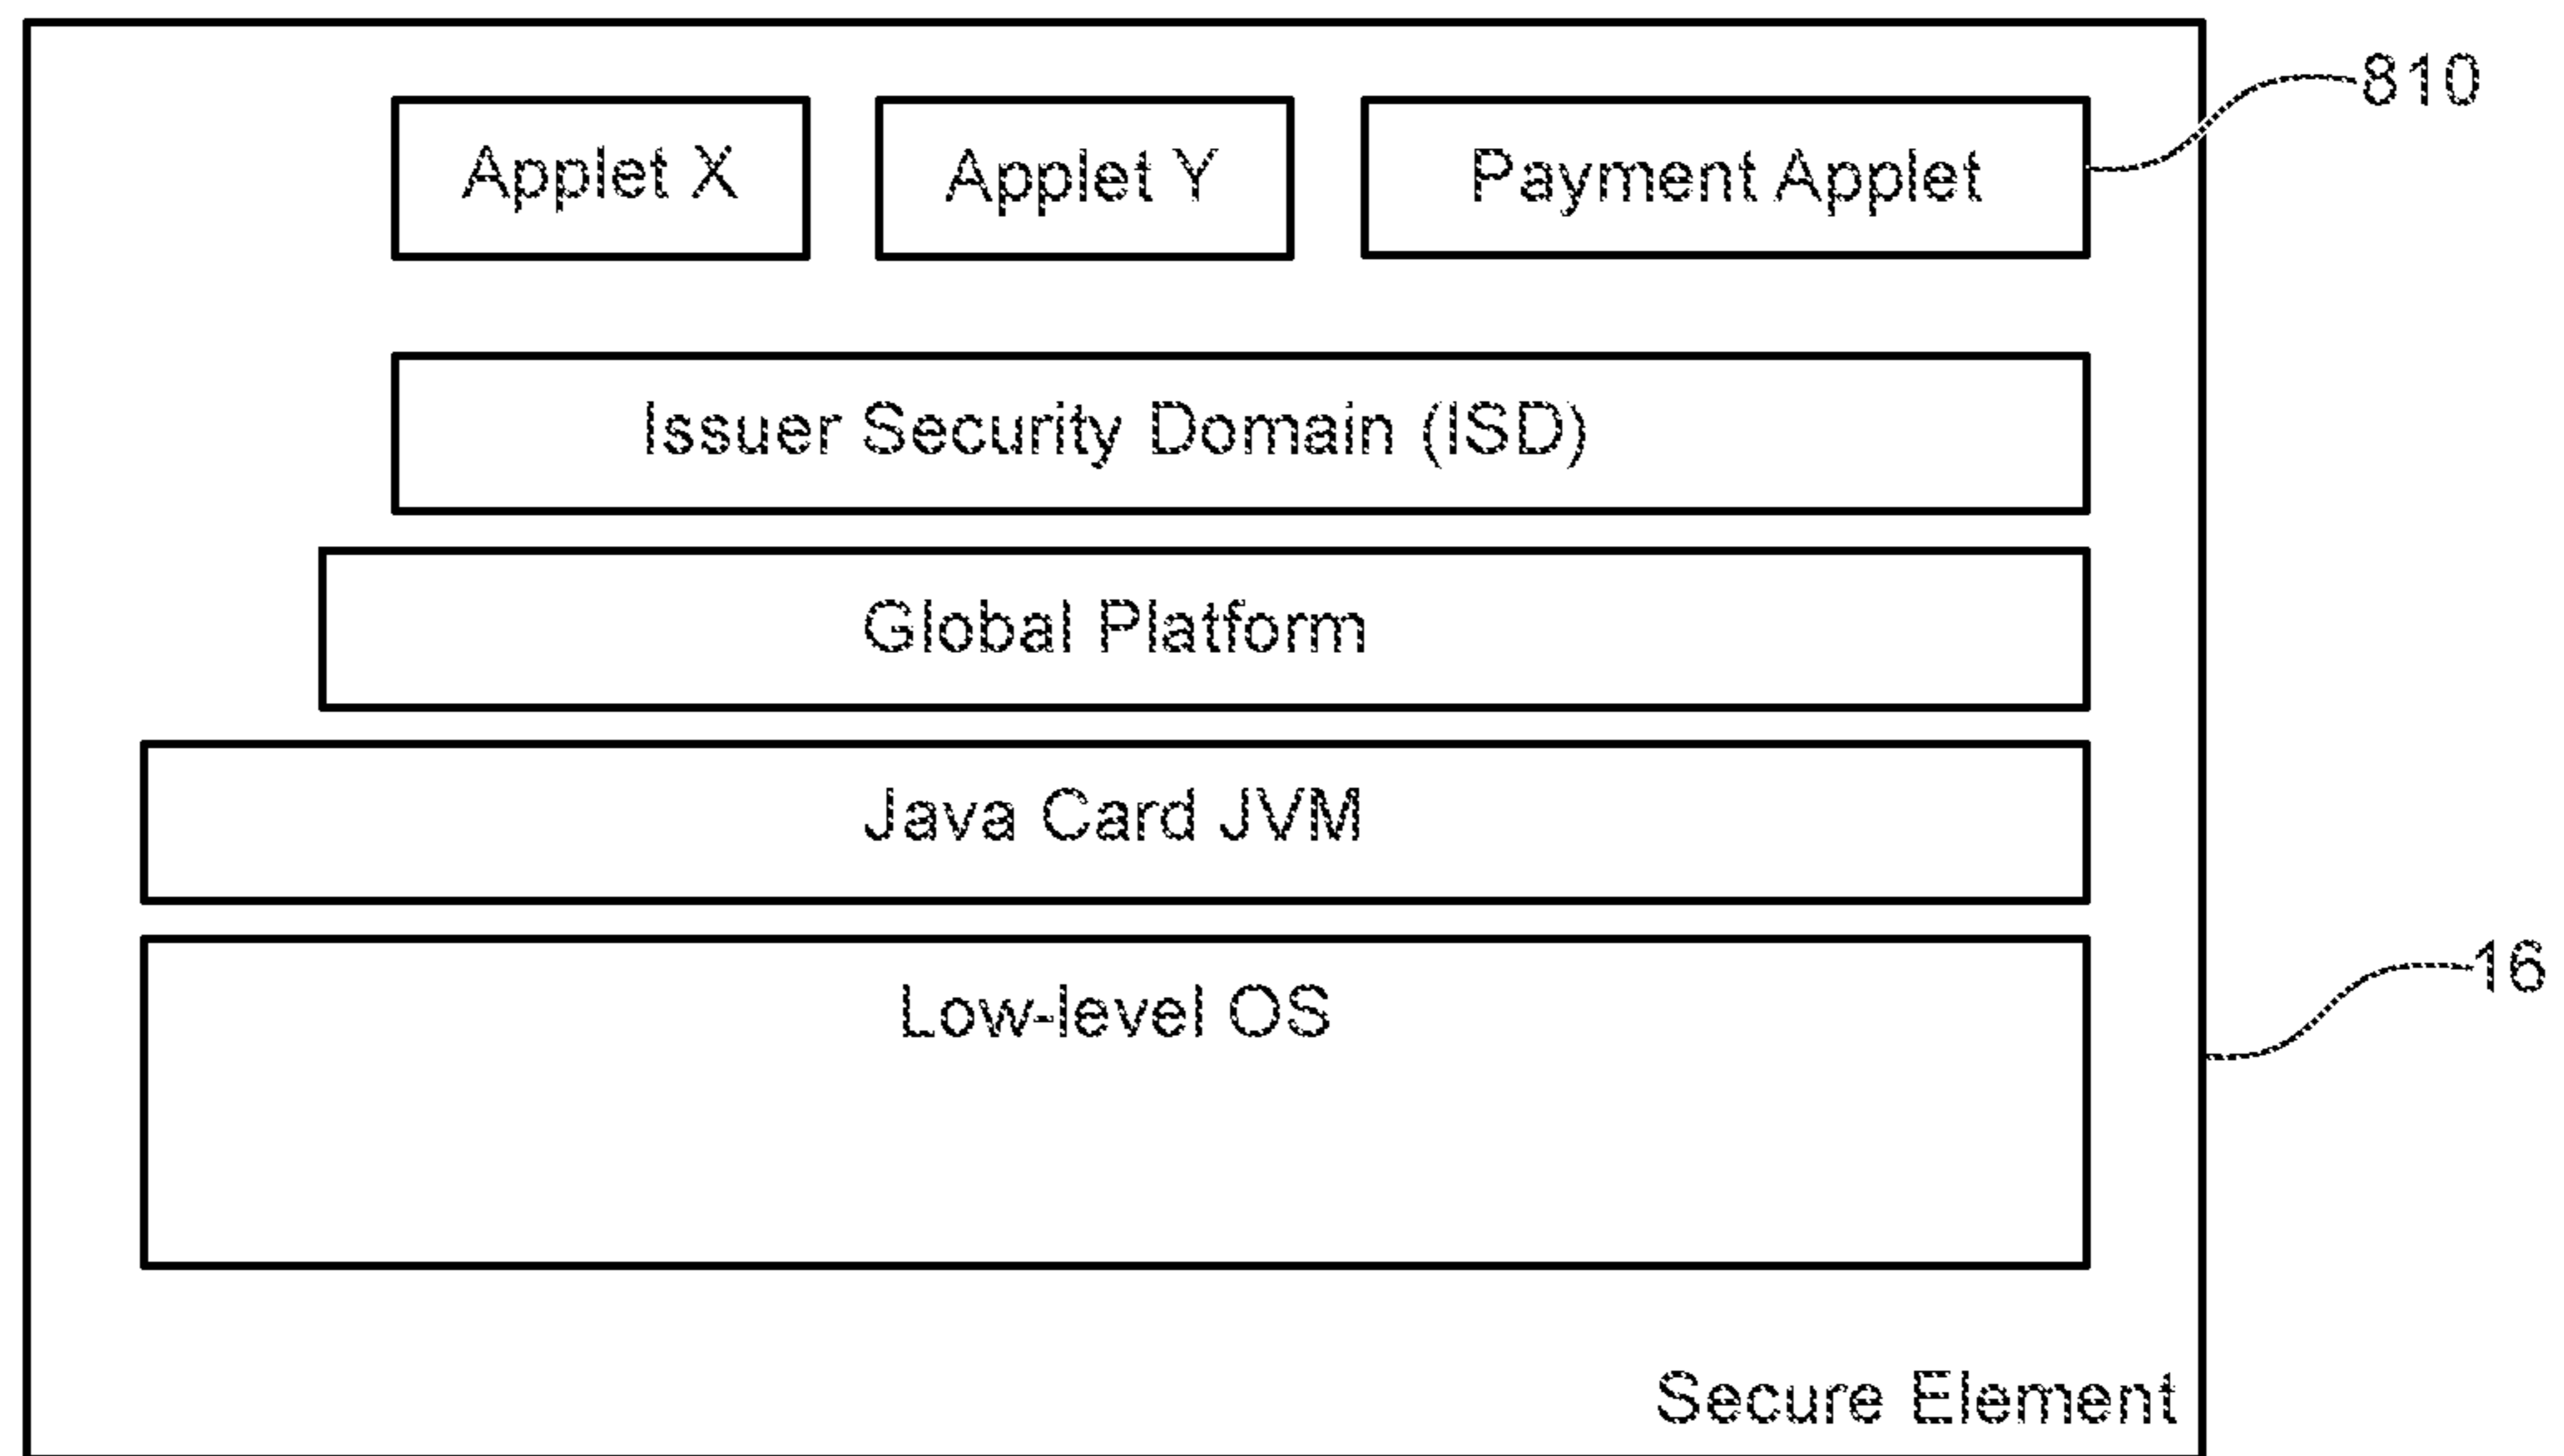 810
Applet X
Applet Y
Payment Applet
Issuer Security Domain (ISD)
Global Platform
Java Card JVM
Low-level OS
16
Secure Element